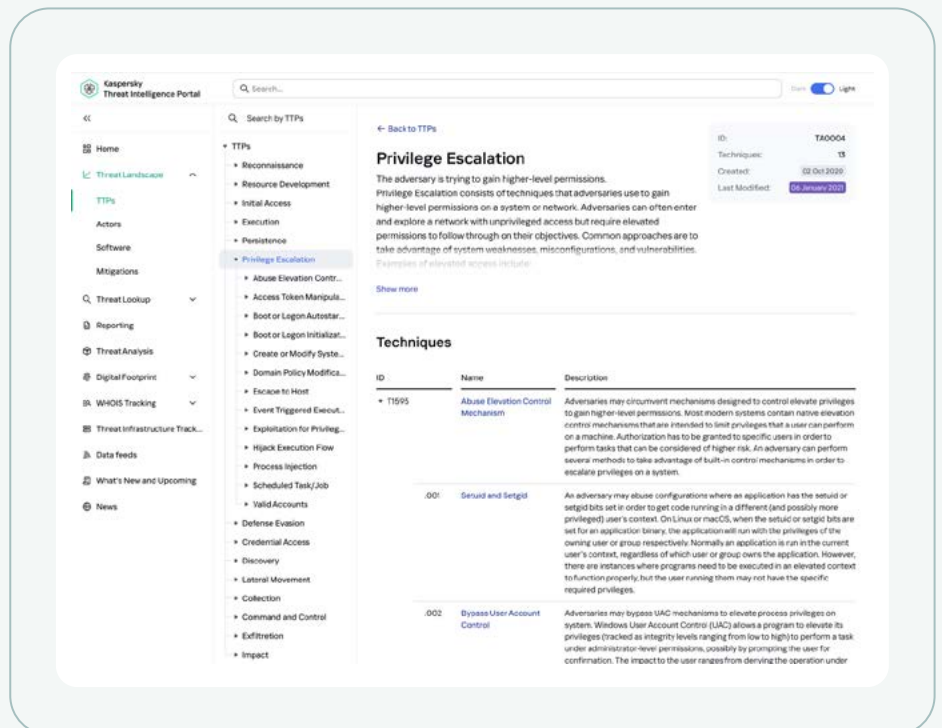 Kaspersky
Threat Intelligence Portal
Search...
Dark
Light
Home
Threat Landscape
TTPs
Actors
Software
Mitigations
Threat Lookup
Reporting
Threat Analysis
Digital Footprint
WHOIS Tracking
Threat Infrastructure Track...
Data feeds
What's New and Upcoming
News
Search by TTPs
TTPs
Reconnaissance
Resource Development
Initial Access
Execution
Persistence
Privilege Escalation
Abuse Elevation Contr...
Access Token Manipula...
Boot or Logon Autostar...
Boot or Logon Initializat...
Create or Modify Syste...
Domain Policy Modifica...
Escape to Host
Event Triggered Execut...
Exploitation for Privileg...
Hijack Execution Flow
Process Injection
Scheduled Task/Job
Valid Accounts
Defense Evasion
Credential Access
Discovery
Lateral Movement
Collection
Command and Control
Exfiltretion
Impact
← Back to TTPs
Privilege Escalation
The adversary is trying to gain higher-level permissions.
Privilege Escalation consists of techniques that adversaries use to gain
higher-level permissions on a system or network. Adversaries can often enter
and explore a network with unprivileged access but require elevated
permissions to follow through on their objectives. Common approaches are to
take advantage of system weaknesses, misconfigurations, and vulnerabilities.
Examples of elevated access include
Show more
ID: TA0004
Techniques: 13
Created: 02 Oct 2020
Last Modified: 06 January 2021
Techniques
ID Name Description
T1595 Abuse Elevation Control Adversaries may circumvent mechanisms designed to control elevate privileges
Mechanism to gain higher-level permissions. Most modern systems contain native elevation
control mechanisms that are intended to limit privileges that a user can perform
on a machine. Authorization has to be granted to specific users in order to
perform tasks that can be considered of higher risk. An adversary can perform
several methods to take advantage of built-in control mechanisms in order to
escalate privileges on a system.
.001 Setuid and Setgid An adversary may abuse configurations where an application has the setuid or
setgid bits set in order to get code running in a different (and possibly more
privileged) user's context. On Linux or macOS, when the setuid or setgid bits are
set for an application binary, the application will run with the privileges of the
owning user or group respectively. Normally an application is run in the current
user's context, regardless of which user or group owns the application. However,
there are instances where programs need to be executed in an elevated context
to function properly, but the user running them may not have the specific
required privileges.
.002 Bypass User Account Adversaries may bypass UAC mechanisms to elevate process privileges on
Control system. Windows User Account Control (UAC) allows a program to elevate its
privileges (tracked as integrity levels ranging from low to high) to perform a task
under administrator-level permissions, possibly by prompting the user for
confirmation. The impact to the user ranges from denying the operation under